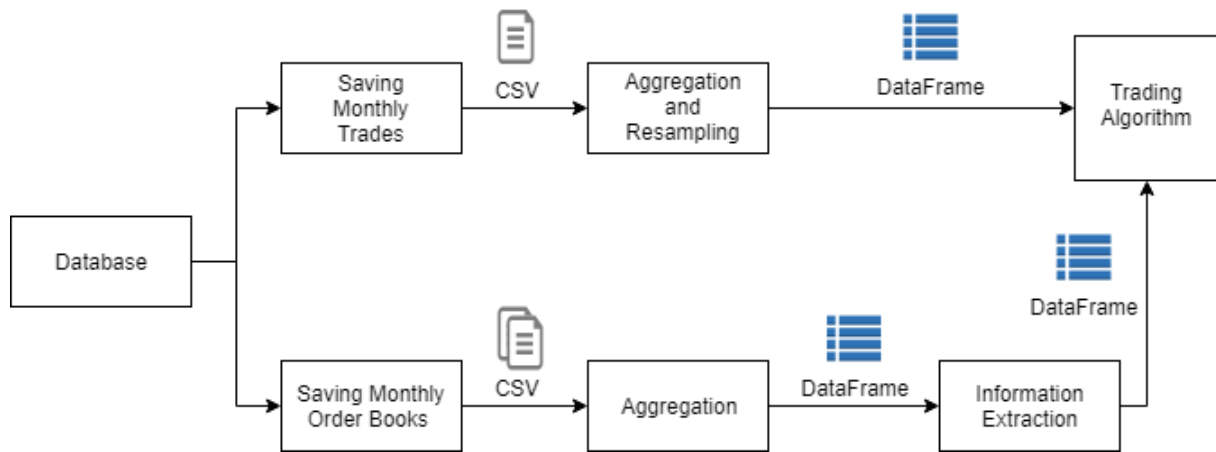 Saving
Monthly
Trades
CSV
Aggregation
and
Resampling
DataFrame
Trading
Algorithm
Database
DataFrame
Saving Monthly
Order Books
CSV
Aggregation
DataFrame
Information
Extraction